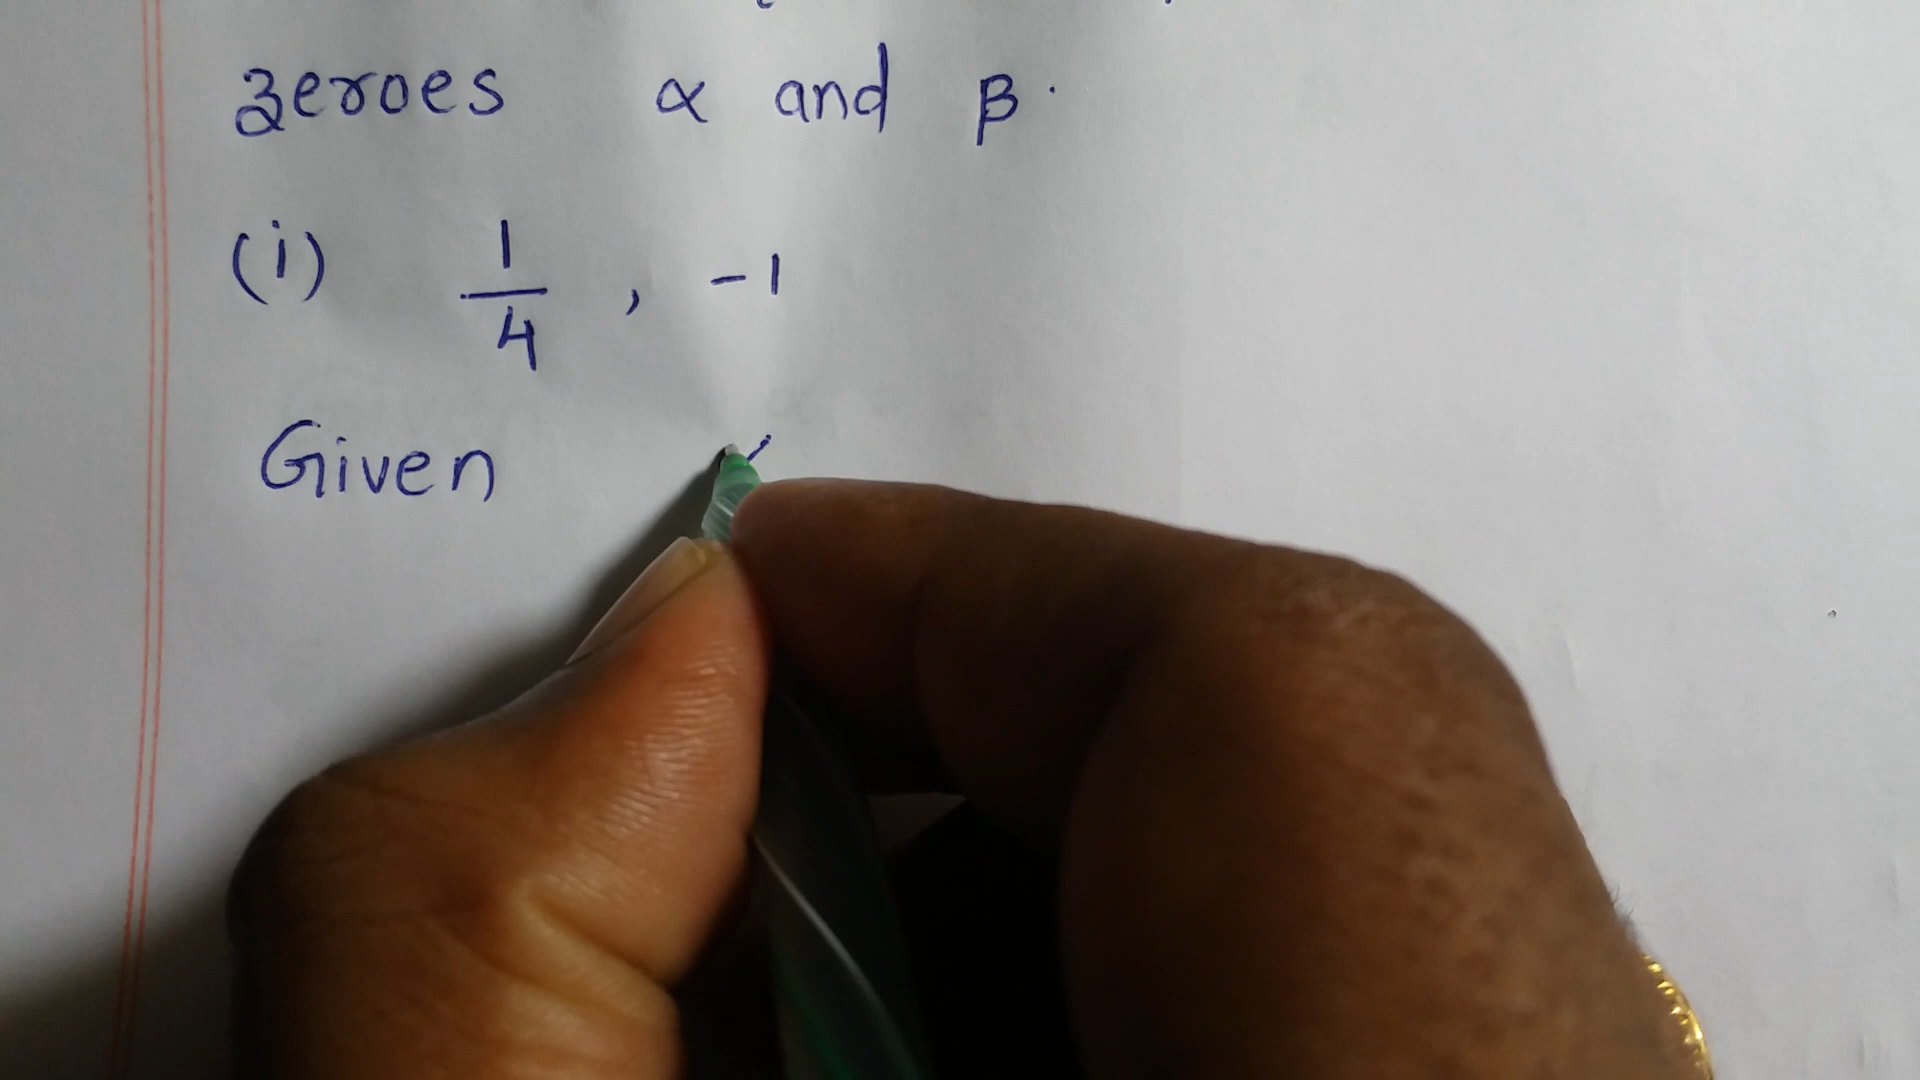 zeroes α and β.
(i) 1/4, -1
Given